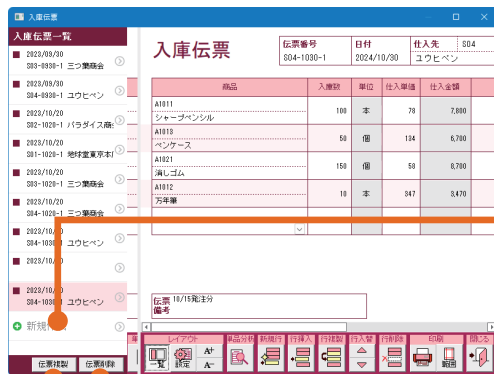 入庫伝票
入庫伝票一覧
2023/09/30
S03-0930-1 三つ葉商会
2023/09/30
S04-0930-1 ユウヒペン
2023/10/20
S02-1020-1 パラダイス商
2023/10/20
S01-1020-1 地球堂東京本
2023/10/20
S03-1020-1 三つ葉商会
2023/10/20
S04-1020-1 三つ葉商会
2023/10/
ユウヒペン
2023/10/
2023/10/
ユウヒペン
新規
伝票複製 伝票削除
入庫伝票
伝票番号 日付 仕入先 S04
S04-1030-1 2024/10/30 ユウヒペン
商品 入庫数 単位 仕入単価 仕入金額
A1011
シャープペンシル 100 本 78 7,800
A1013
ペンケース 50 個 134 6,700
A1021
消しゴム 150 個 58 8,700
A1012
万年筆 10 本 347 3,470
伝票備考 10/15発注分
レイアウト 単品分析 新規行 行挿入 行複製 行入替 行削除 印刷 閉じる
一覧 設定 A+ A- 範囲